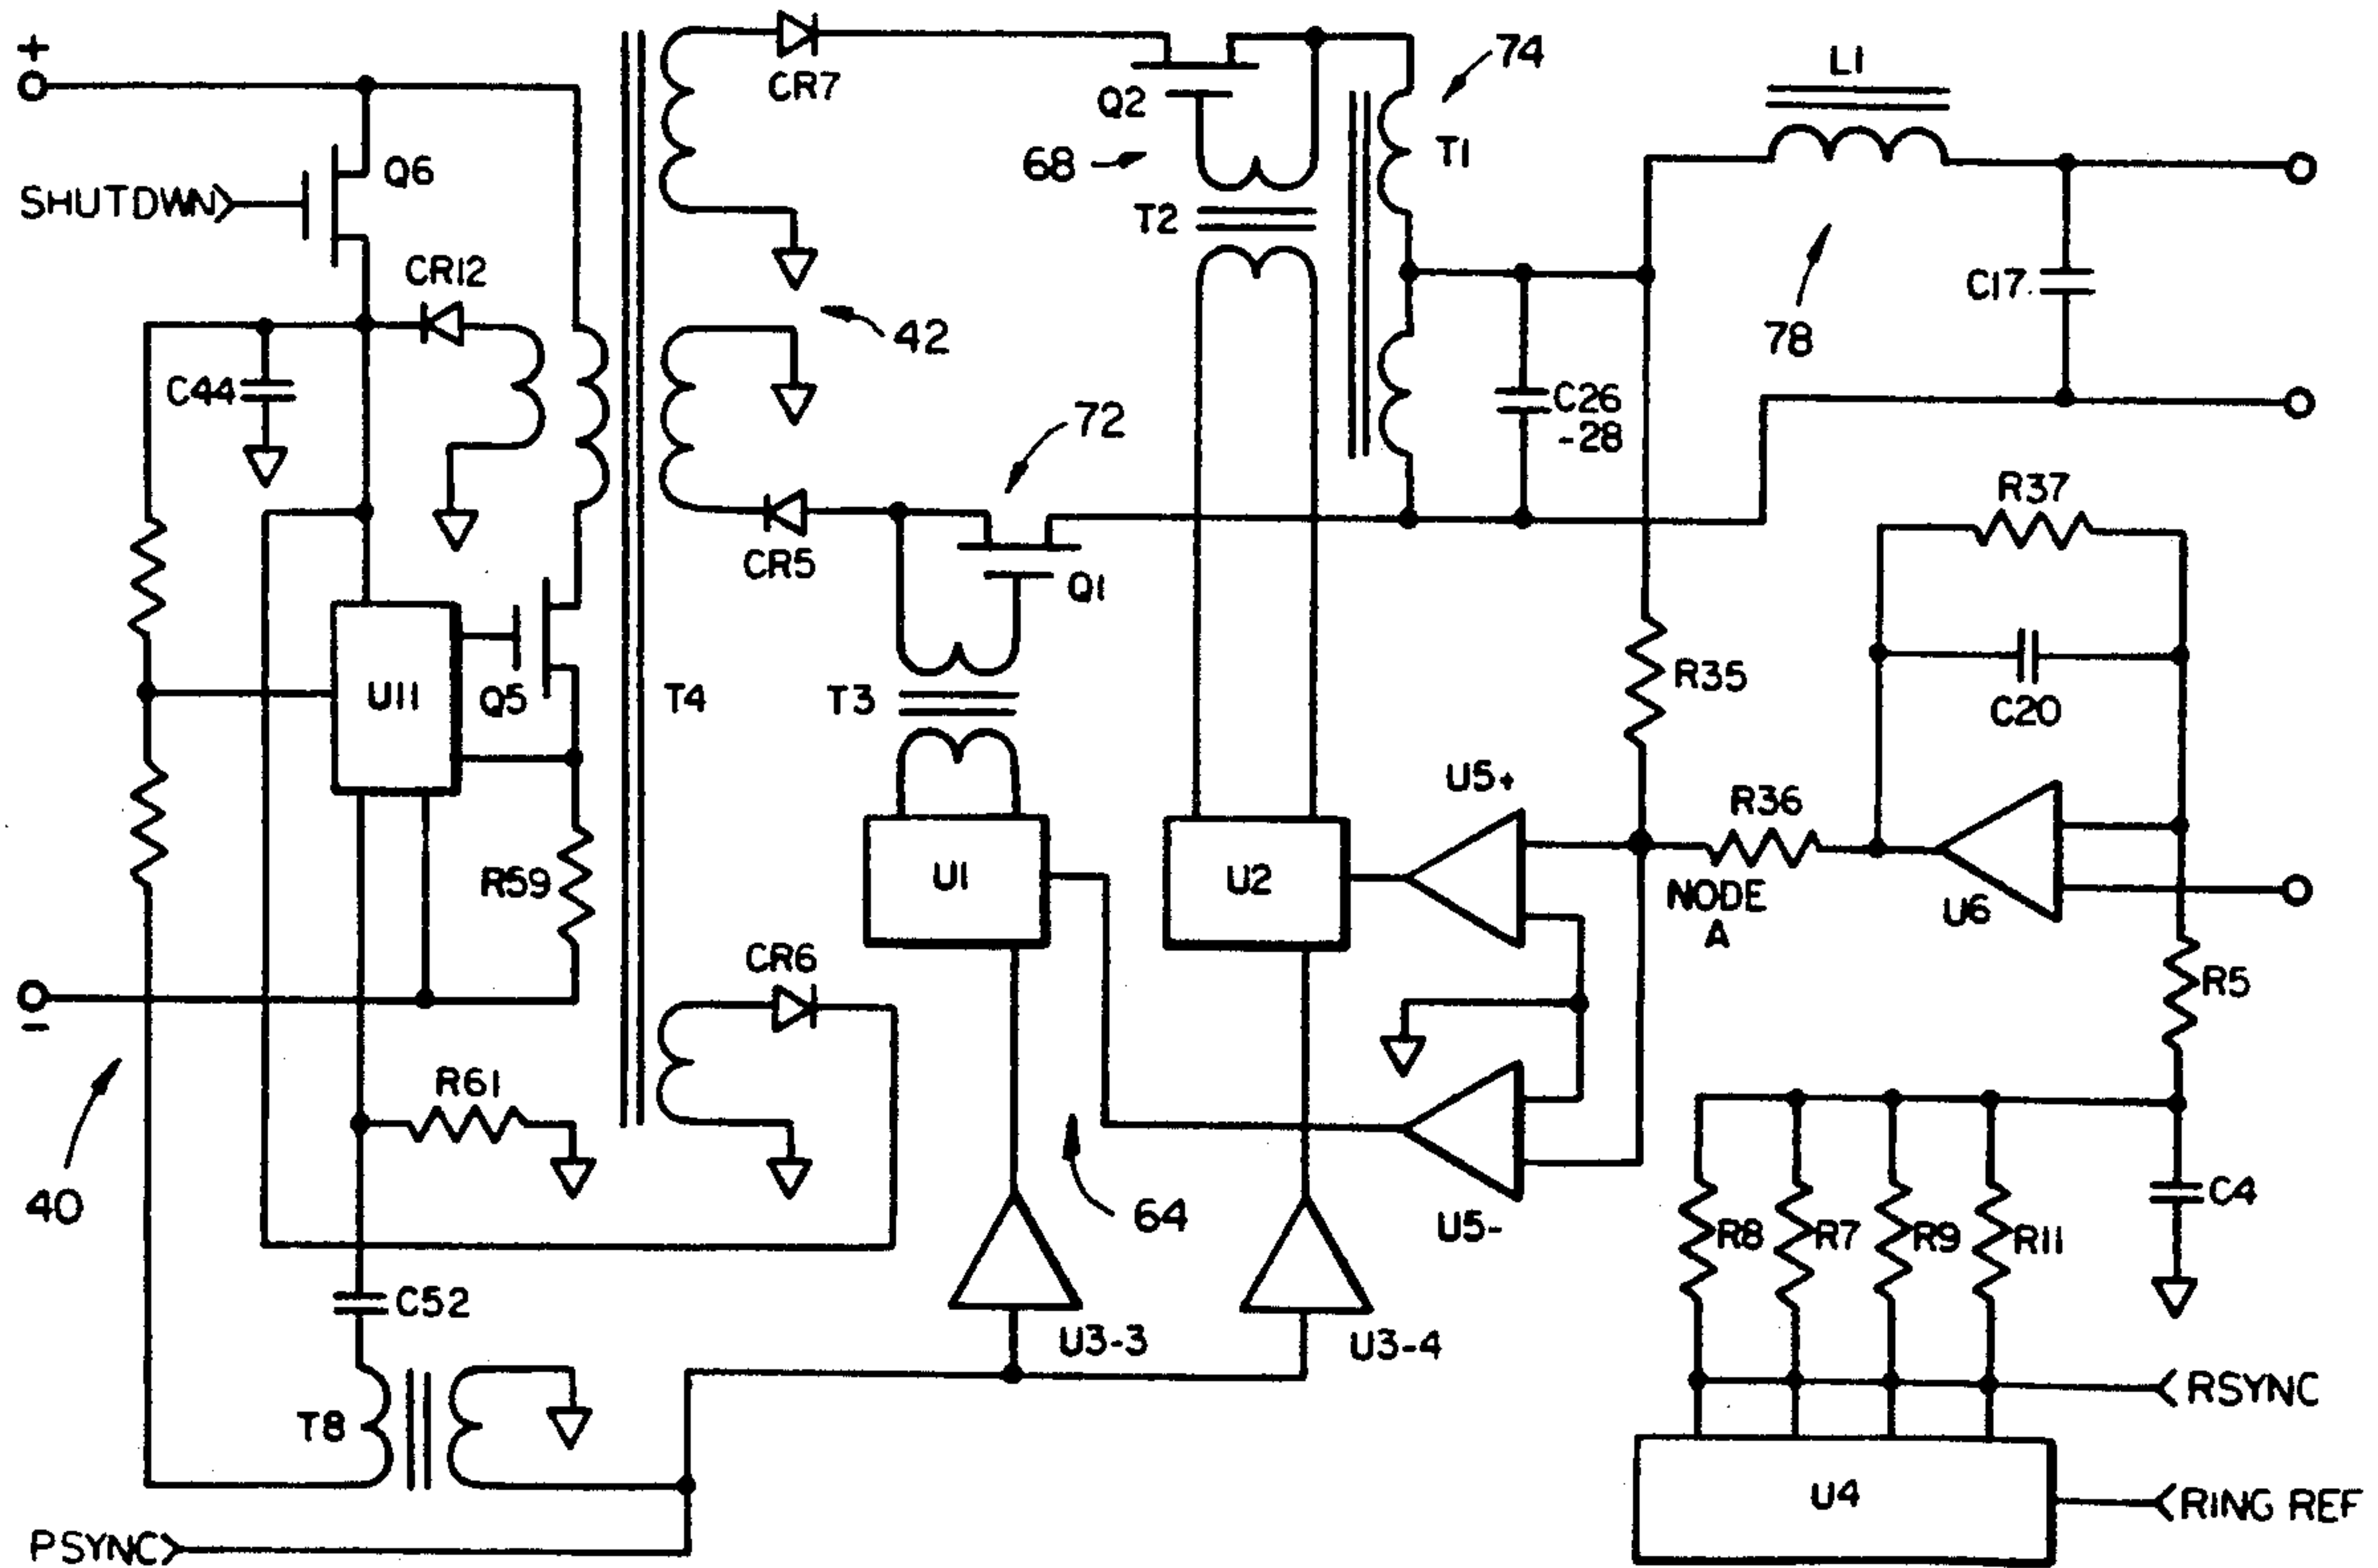 +
CR7
Q2
74
L1
Q6
68
T1
SHUTDWN
T2
CR12
42
78
C17
C44
72
C26
-28
R37
CR5
Q1
R35
C20
U11
Q5
T4
T3
U5+
R36
NODE
A
R59
U1
U2
U6
CR6
R5
-
R61
40
64
U5-
C4
R8
R7
R9
R11
C52
U3-3
U3-4
RSYNC
T8
U4
RING REF
PSYNC